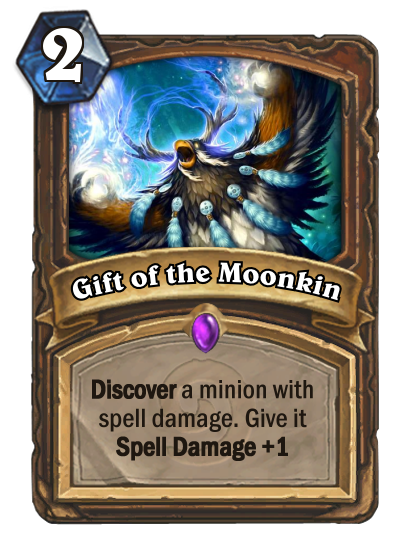 2
Gift of the Moonkin
Discover a minion with
spell damage. Give it
Spell Damage +1